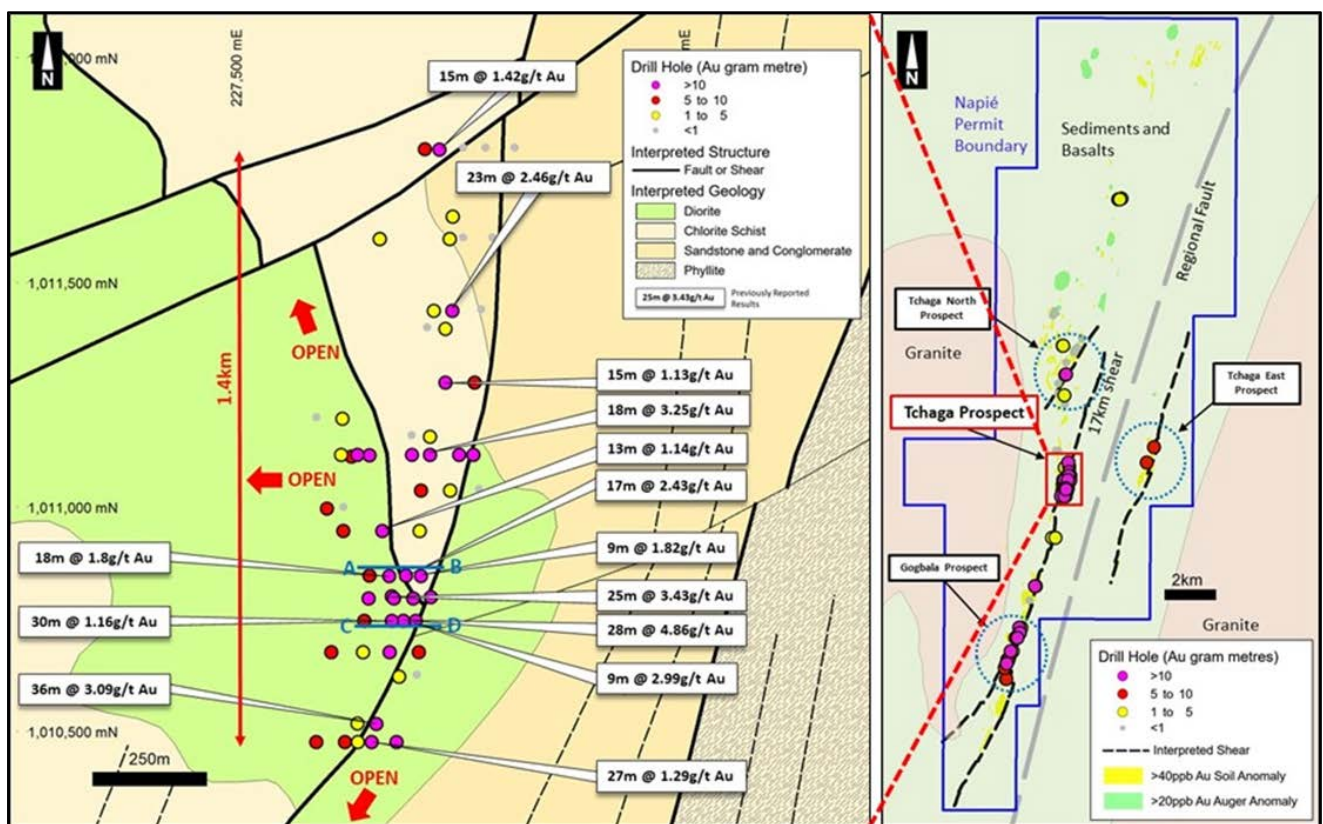 N
000 mN
227,500 mE
mE
15m @ 1.42g/t Au
23m @ 2.46g/t Au
Drill Hole (Au gram metre)
>10
5 to 10
1 to 5
<1
Interpreted Structure
Fault or Shear
Interpreted Geology
Diorite
Chlorite Schist
Sandstone and Conglomerate
Phyllite
25m @ 3.43g/t Au
Previously Reported
Results
1,011,500 mN
OPEN
1.4km
15m @ 1.13g/t Au
18m @ 3.25g/t Au
13m @ 1.14g/t Au
OPEN
17m @ 2.43g/t Au
1,011,000 mN
18m @ 1.8g/t Au
A
B
9m @ 1.82g/t Au
25m @ 3.43g/t Au
30m @ 1.16g/t Au
C
D
28m @ 4.86g/t Au
9m @ 2.99g/t Au
36m @ 3.09g/t Au
1,010,500 mN
250m
OPEN
27m @ 1.29g/t Au
N
Napié
Permit
Boundary
Sediments and
Basalts
Regional Fault
Tchaga North
Prospect
Granite
17km shear
Tchaga East
Prospect
Tchaga Prospect
Gogbala Prospect
2km
Granite
Drill Hole (Au gram metres)
>10
5 to 10
1 to 5
<1
Interpreted Shear
>40ppb Au Soil Anomaly
>20ppb Au Auger Anomaly